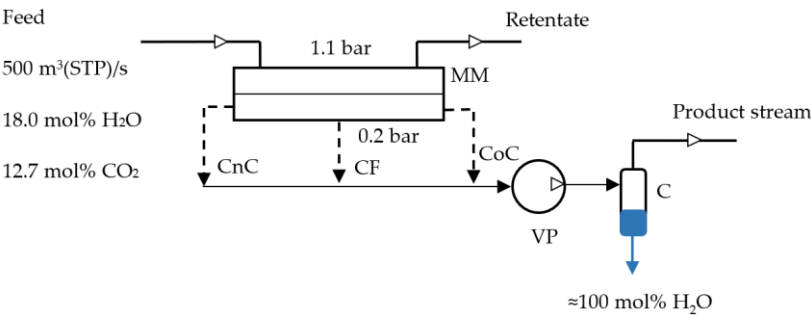 Feed
Retentate
1.1 bar
500 m³(STP)/s
MM
18.0 mol% H₂O
Product stream
0.2 bar
12.7 mol% CO₂
CnC
CF
CoC
C
VP
≈100 mol% H₂O